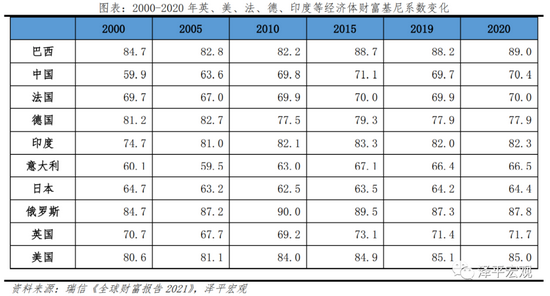 图表：2000-2020 年英、美、法、德、印度等经济体财富基尼系数变化
2000 2005 2010 2015 2019 2020
巴西 84.7 82.8 82.2 88.7 88.2 89.0
中国 59.9 63.6 69.8 71.1 69.7 70.4
法国 69.7 67.0 69.9 70.0 69.9 70.0
德国 81.2 82.7 77.5 79.3 77.9 77.9
印度 74.7 81.0 82.1 83.3 82.0 82.3
意大利 60.1 59.5 63.0 67.1 66.4 66.5
日本 64.7 63.2 62.5 63.5 64.2 64.4
俄罗斯 84.7 87.2 90.0 89.5 87.3 87.8
英国 70.7 67.7 69.2 73.1 71.4 71.7
美国 80.6 81.1 84.0 84.9 85.1 85.0
泽平宏观
资料来源：瑞信《全球财富报告2021》，泽平宏观